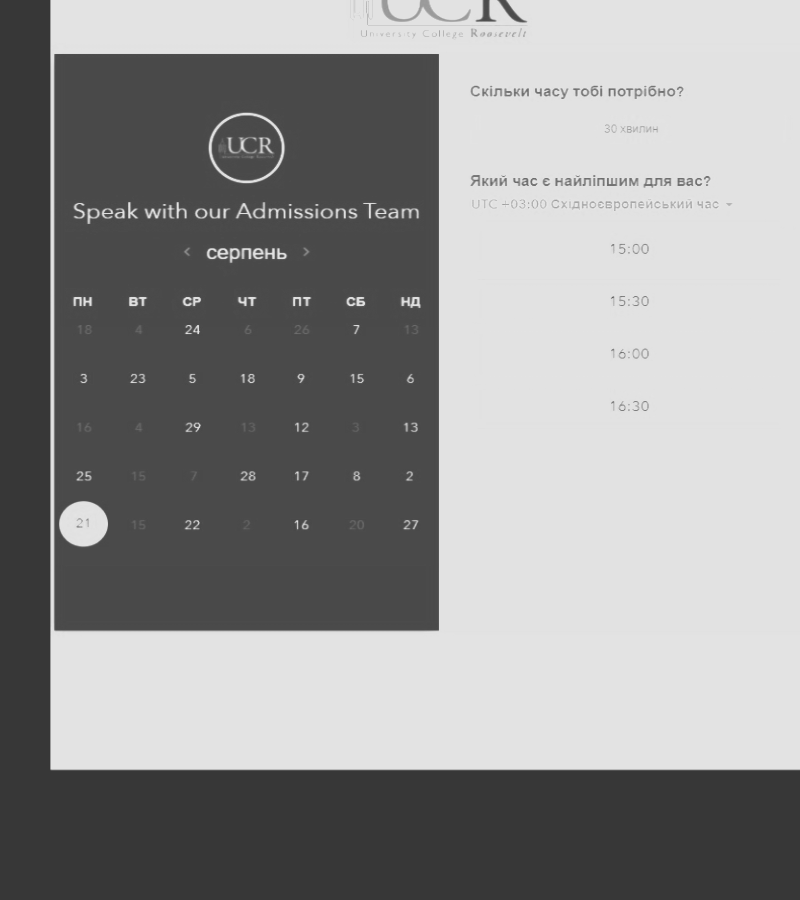 UCR
University College Roosevelt
UCR
Speak with our Admissions Team
серпень
ПН ВТ СР ЧТ ПТ СБ НД
18 4 24 6 26 7 13
3 23 5 18 9 15 6
16 4 29 13 12 3 13
25 15 7 28 17 8 2
21 15 22 2 16 20 27
Скільки часу тобі потрібно?
30 хвилин
Який час є найліпшим для вас?
UTC +03:00 Східноєвропейський час
15:00
15:30
16:00
16:30